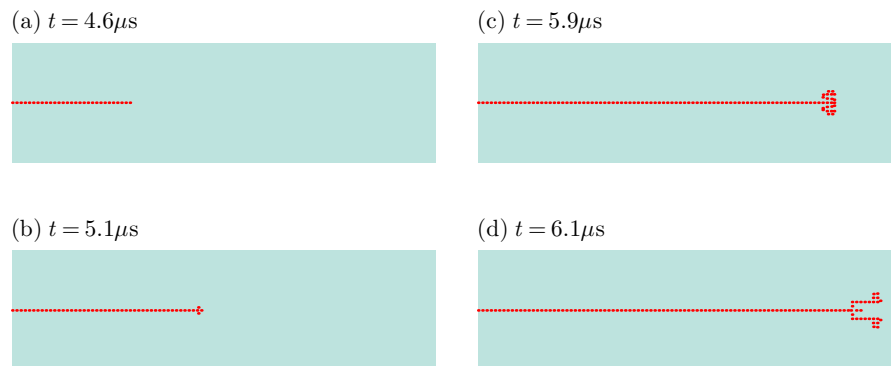 (a) t = 4.6μs
(c) t = 5.9μs
(b) t = 5.1μs
(d) t = 6.1μs